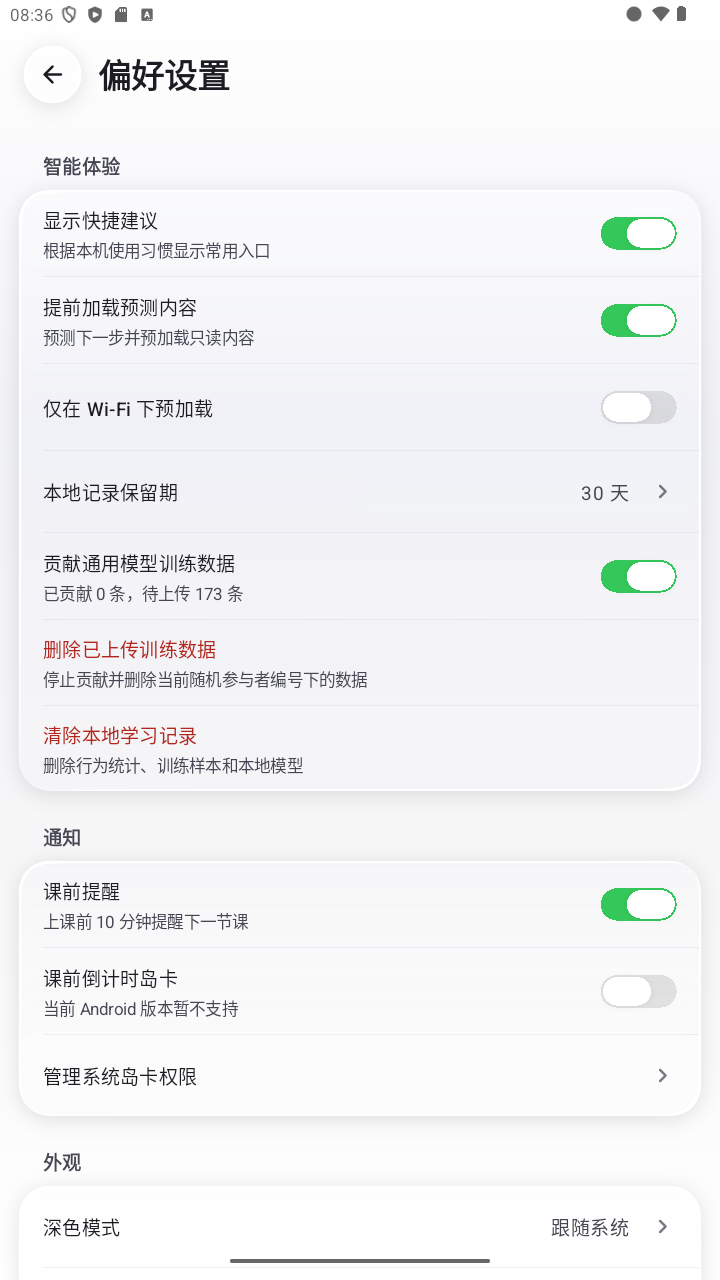 08:36
偏好设置
智能体验
显示快捷建议
根据本机使用习惯显示常用入口
提前加载预测内容
预测下一步并预加载只读内容
仅在 Wi-Fi 下预加载
本地记录保留期 30 天
贡献通用模型训练数据
已贡献 0 条，待上传 173 条
删除已上传训练数据
停止贡献并删除当前随机参与者编号下的数据
清除本地学习记录
删除行为统计、训练样本和本地模型
通知
课前提醒
上课前 10 分钟提醒下一节课
课前倒计时岛卡
当前 Android 版本暂不支持
管理系统岛卡权限
外观
深色模式 跟随系统